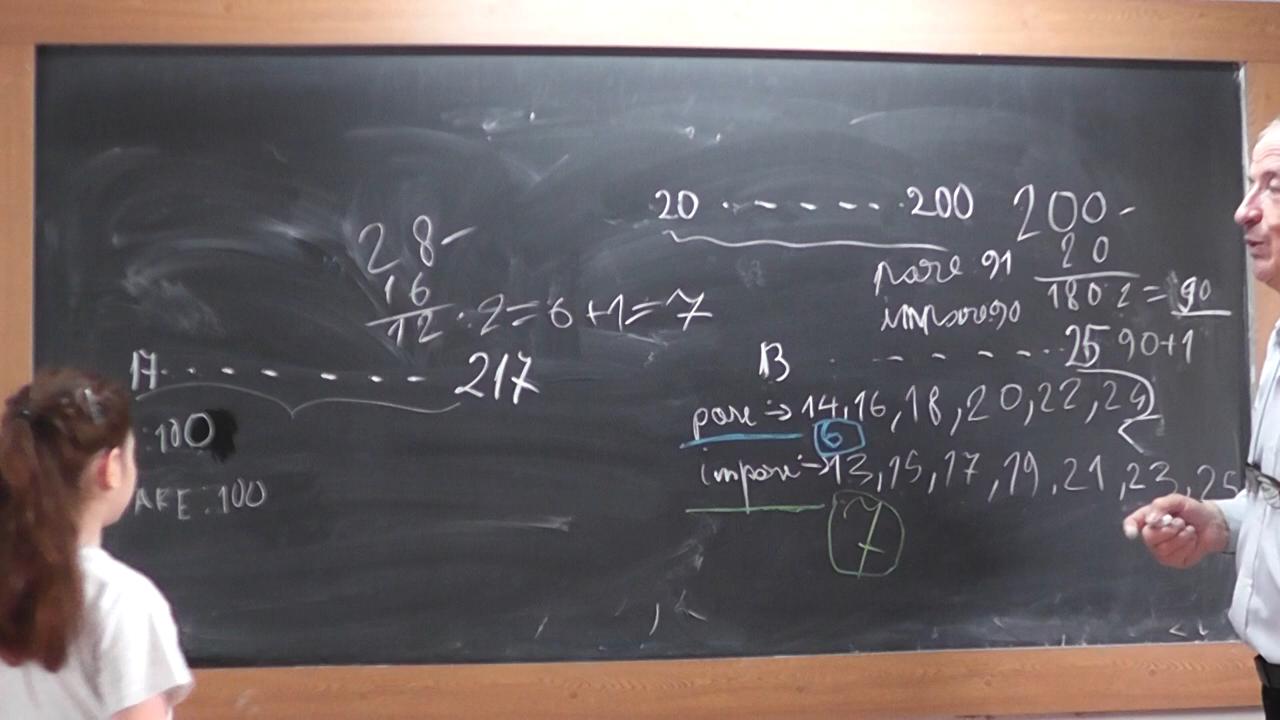 28-
16
12:2=6+1=7
17 . - - - - - - 217
:100
ARE:100
20 . - - - - - . 200
pare 91
impare 90
200-
20
180:2=90
90+1
13 . - - - - - . 25
pare → 14,16,18,20,22,24
6
impare → 13,15,17,19,21,23,25
7